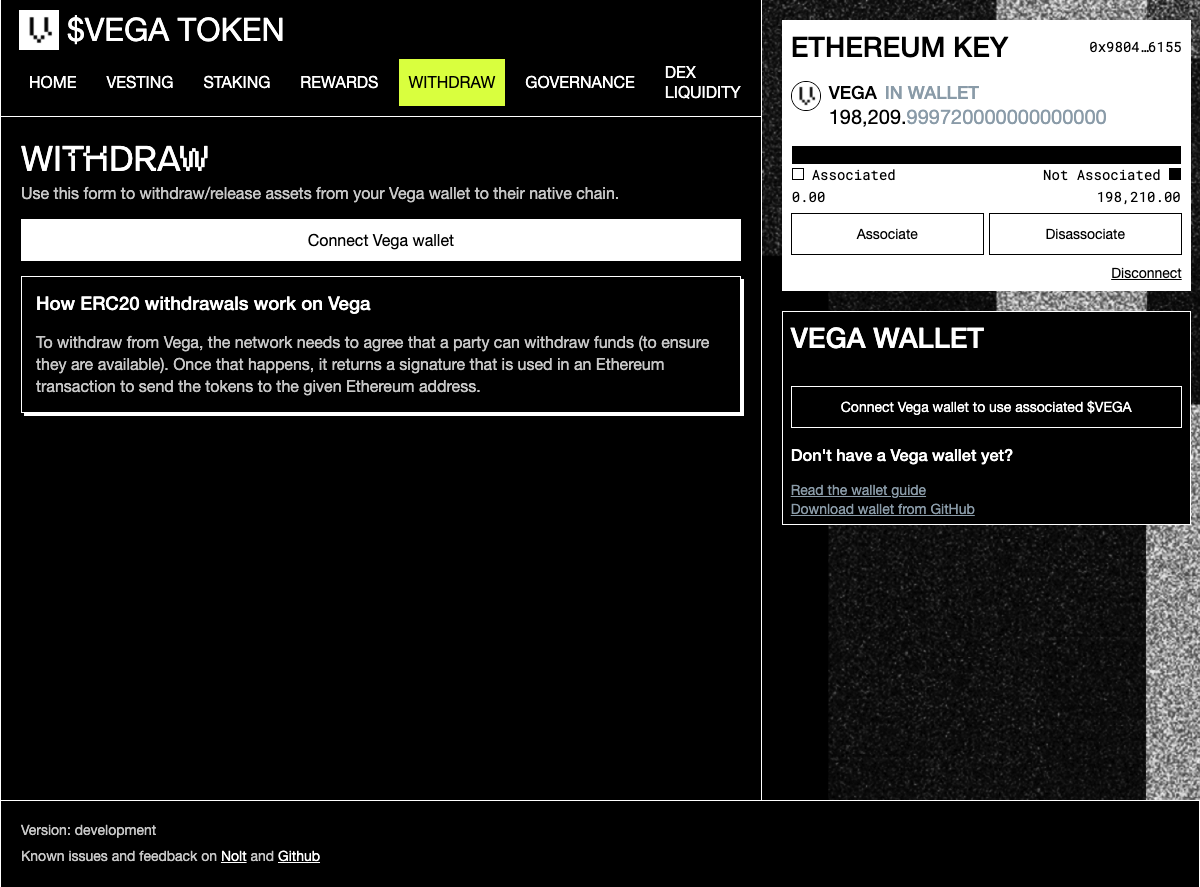 $VEGA TOKEN
HOME VESTING STAKING REWARDS WITHDRAW GOVERNANCE DEX LIQUIDITY
WITHDRAW
Use this form to withdraw/release assets from your Vega wallet to their native chain.
Connect Vega wallet
How ERC20 withdrawals work on Vega
To withdraw from Vega, the network needs to agree that a party can withdraw funds (to ensure
they are available). Once that happens, it returns a signature that is used in an Ethereum
transaction to send the tokens to the given Ethereum address.
ETHEREUM KEY 0x9804…6155
VEGA IN WALLET
198,209.999720000000000000
Associated Not Associated
0.00 198,210.00
Associate Disassociate
Disconnect
VEGA WALLET
Connect Vega wallet to use associated $VEGA
Don't have a Vega wallet yet?
Read the wallet guide
Download wallet from GitHub
Version: development
Known issues and feedback on Nolt and Github